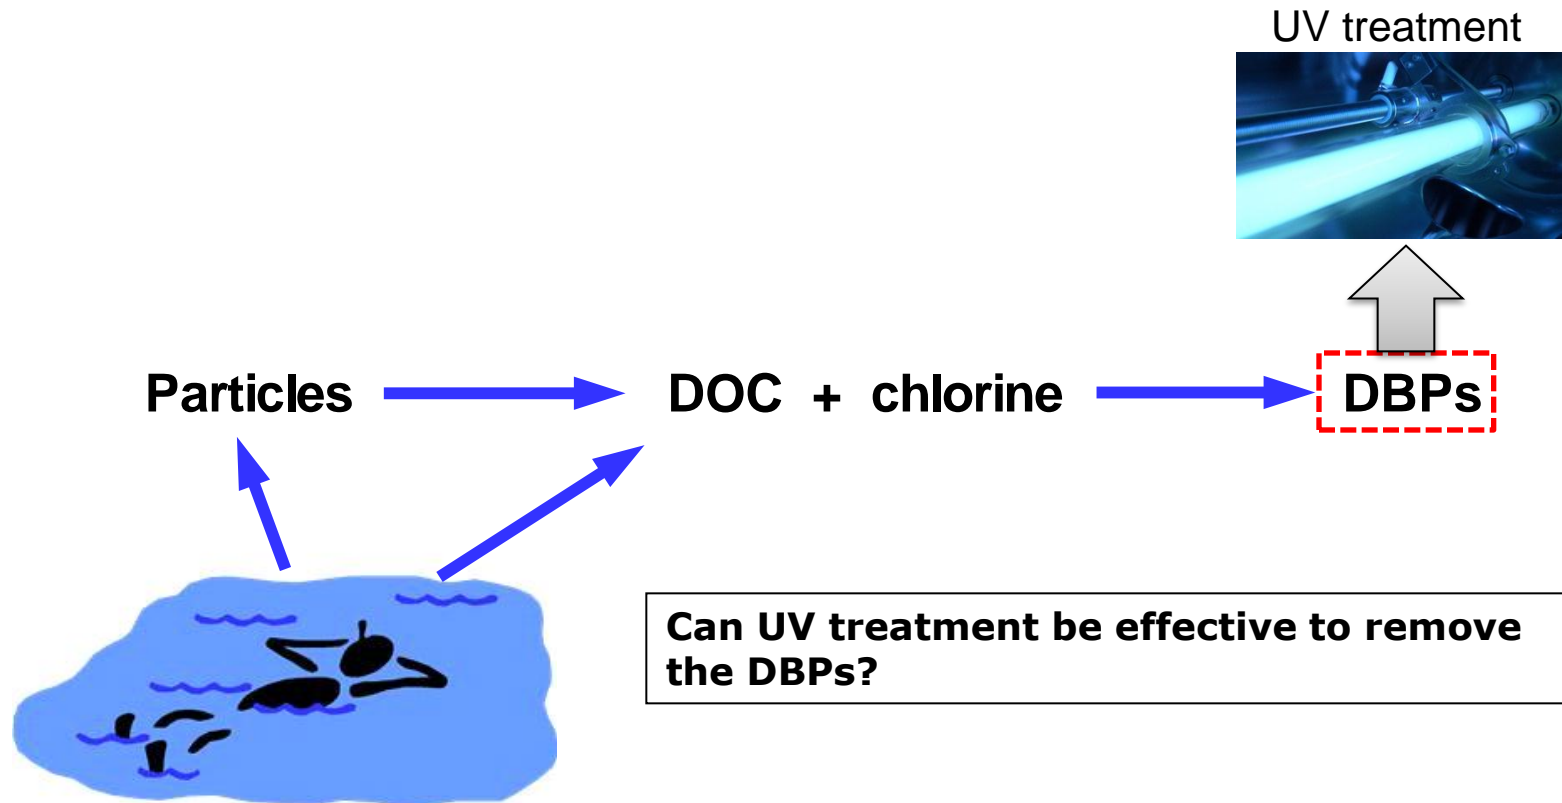 UV treatment
Particles DOC + chlorine DBPs
Can UV treatment be effective to remove
the DBPs?